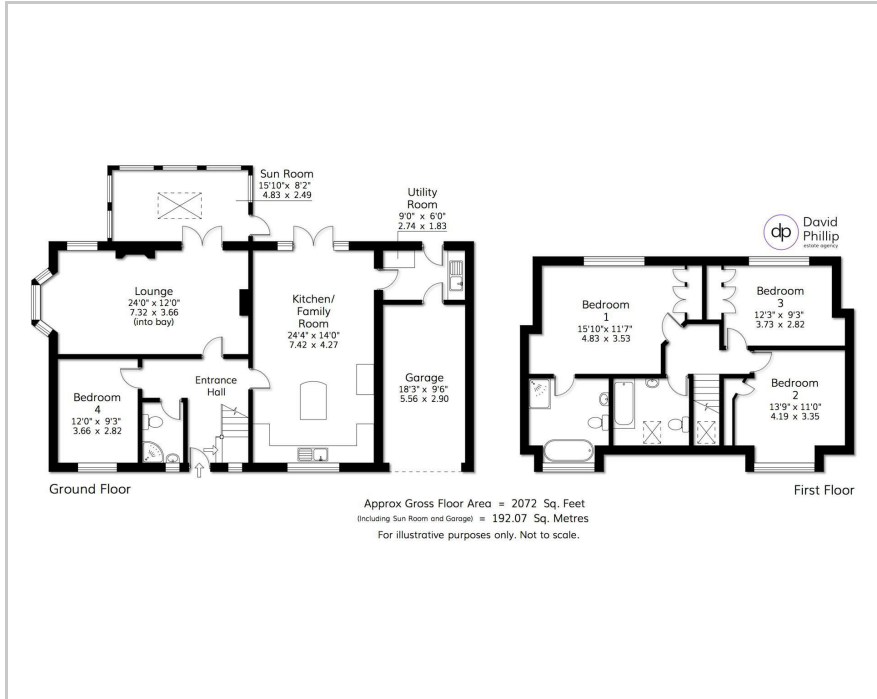 Sun Room
15'10"x 8'2"
4.83 x 2.49
Utility
Room
9'0" x 6'0"
2.74 x 1.83
Lounge
24'0" x 12'0"
7.32 x 3.66
(into bay)
Kitchen/
Family
Room
24'4" x 14'0"
7.42 x 4.27
Bedroom
4
12'0" x 9'3"
3.66 x 2.82
Entrance
Hall
Garage
18'3" x 9'6"
5.56 x 2.90
Ground Floor
dp
David
Phillip
estate agency
Bedroom
1
15'10"x 11'7"
4.83 x 3.53
Bedroom
3
12'3"x 9'3"
3.73 x 2.82
Bedroom
2
13'9"x 11'0"
4.19 x 3.35
First Floor
Approx Gross Floor Area = 2072 Sq. Feet
(Including Sun Room and Garage) = 192.07 Sq. Metres
For illustrative purposes only. Not to scale.